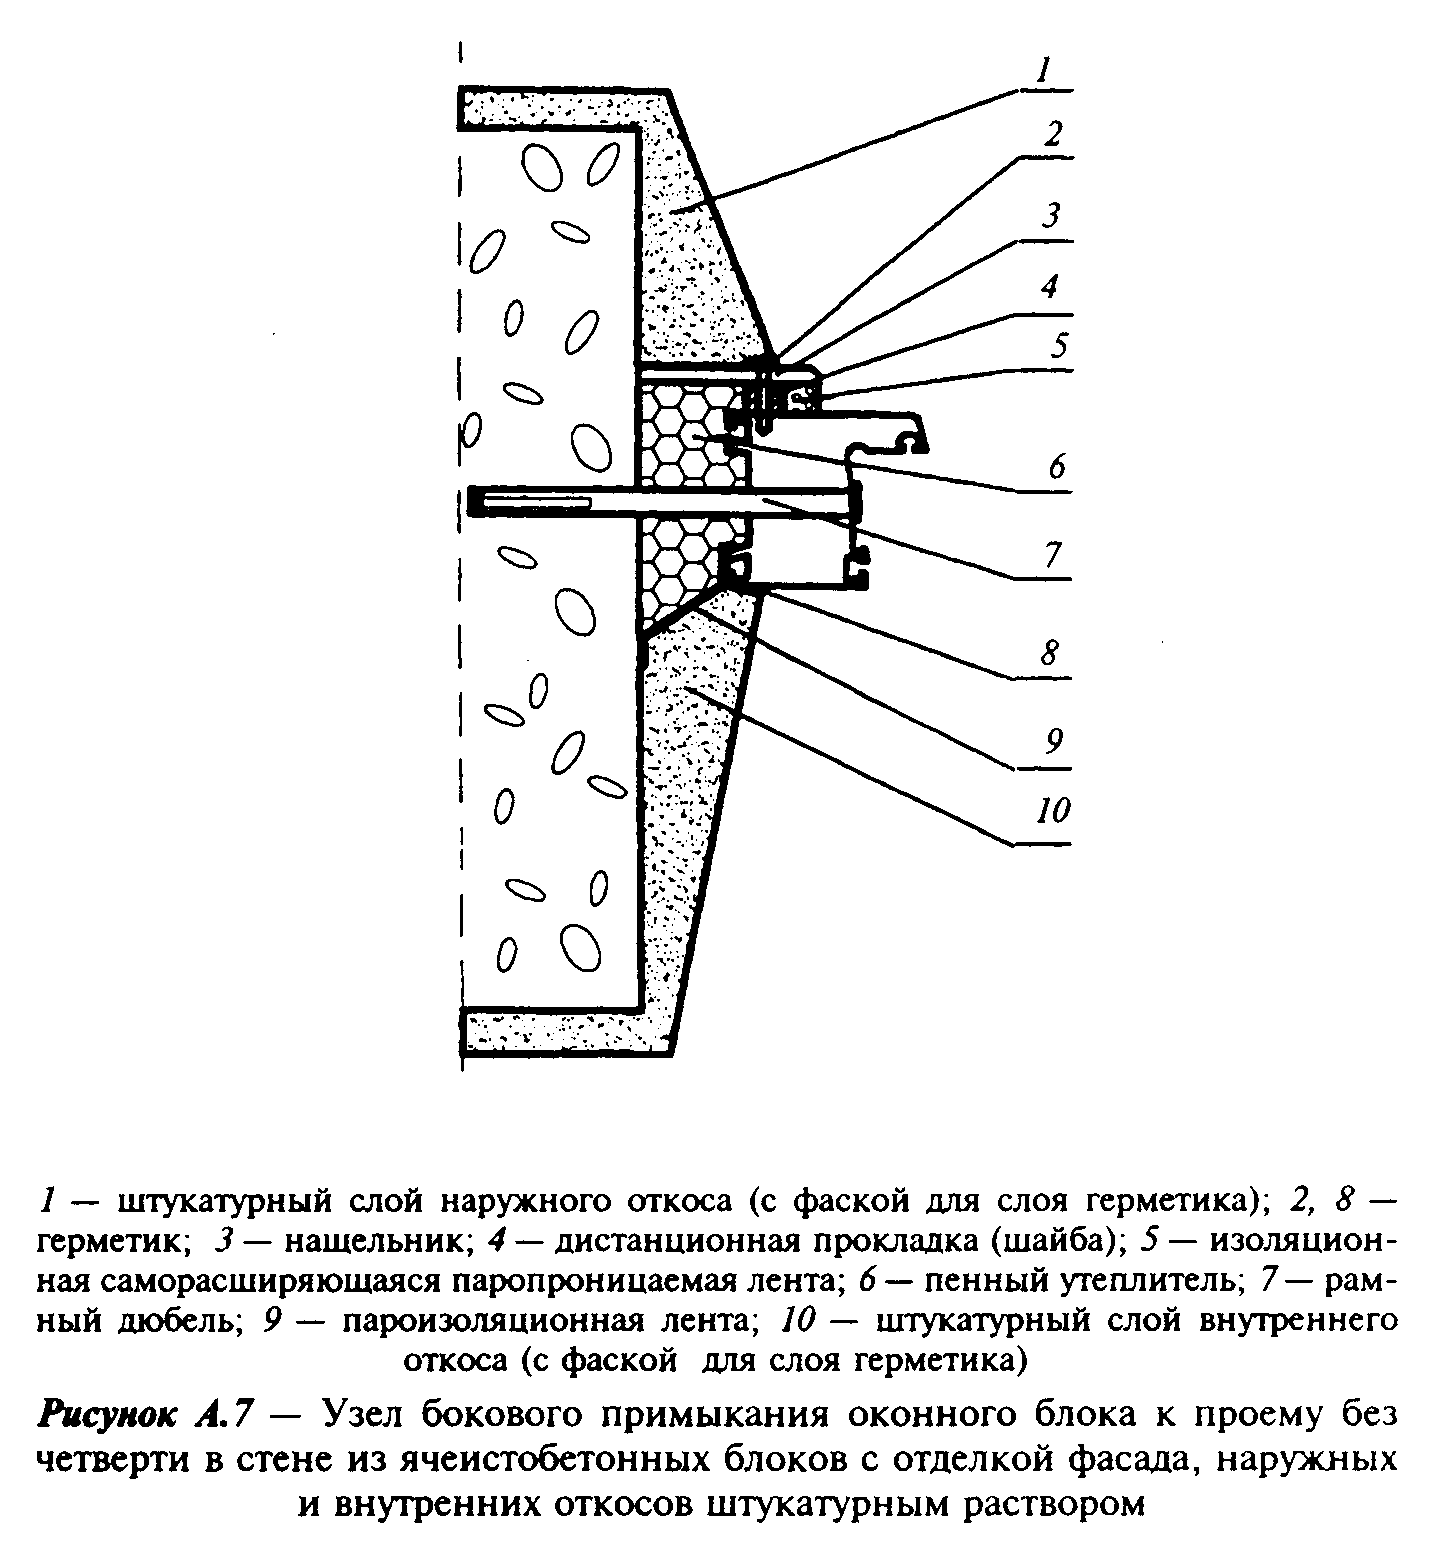 1
2
3
4
5
6
7
8
9
10
1 — штукатурный слой наружного откоса (с фаской для слоя герметика); 2, 8 —
герметик; 3 — нащельник; 4 — дистанционная прокладка (шайба); 5 — изоляцион-
ная саморасширяющаяся паропроницаемая лента; 6 — пенный утеплитель; 7 — рам-
ный дюбель; 9 — пароизоляционная лента; 10 — штукатурный слой внутреннего
откоса (с фаской для слоя герметика)
Рисунок А.7 — Узел бокового примыкания оконного блока к проему без
четверти в стене из ячеистобетонных блоков с отделкой фасада, наружных
и внутренних откосов штукатурным раствором